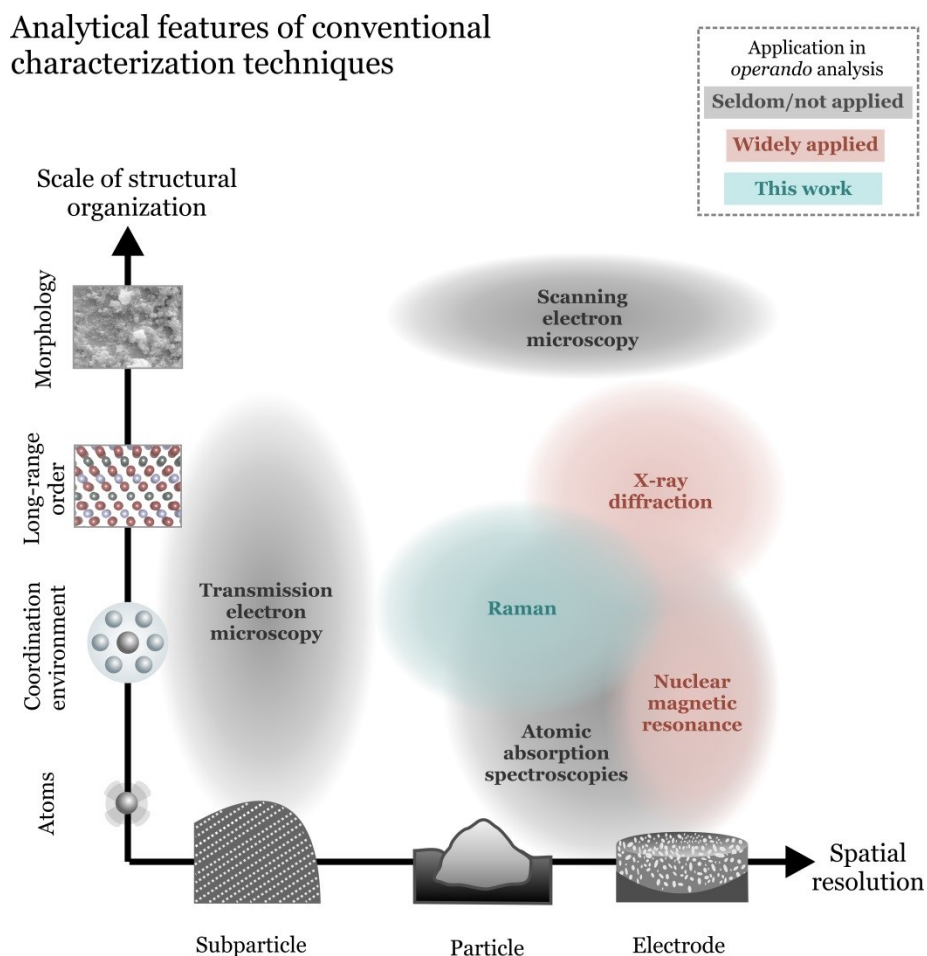 Analytical features of conventional
characterization techniques
Application in
operando analysis
Seldom/not applied
Widely applied
This work
Scale of structural
organization
Morphology
Long-range
order
Coordination
environment
Atoms
Scanning
electron
microscopy
X-ray
diffraction
Transmission
electron
microscopy
Raman
Nuclear
magnetic
resonance
Atomic
absorption
spectroscopies
Spatial
resolution
Subparticle
Particle
Electrode